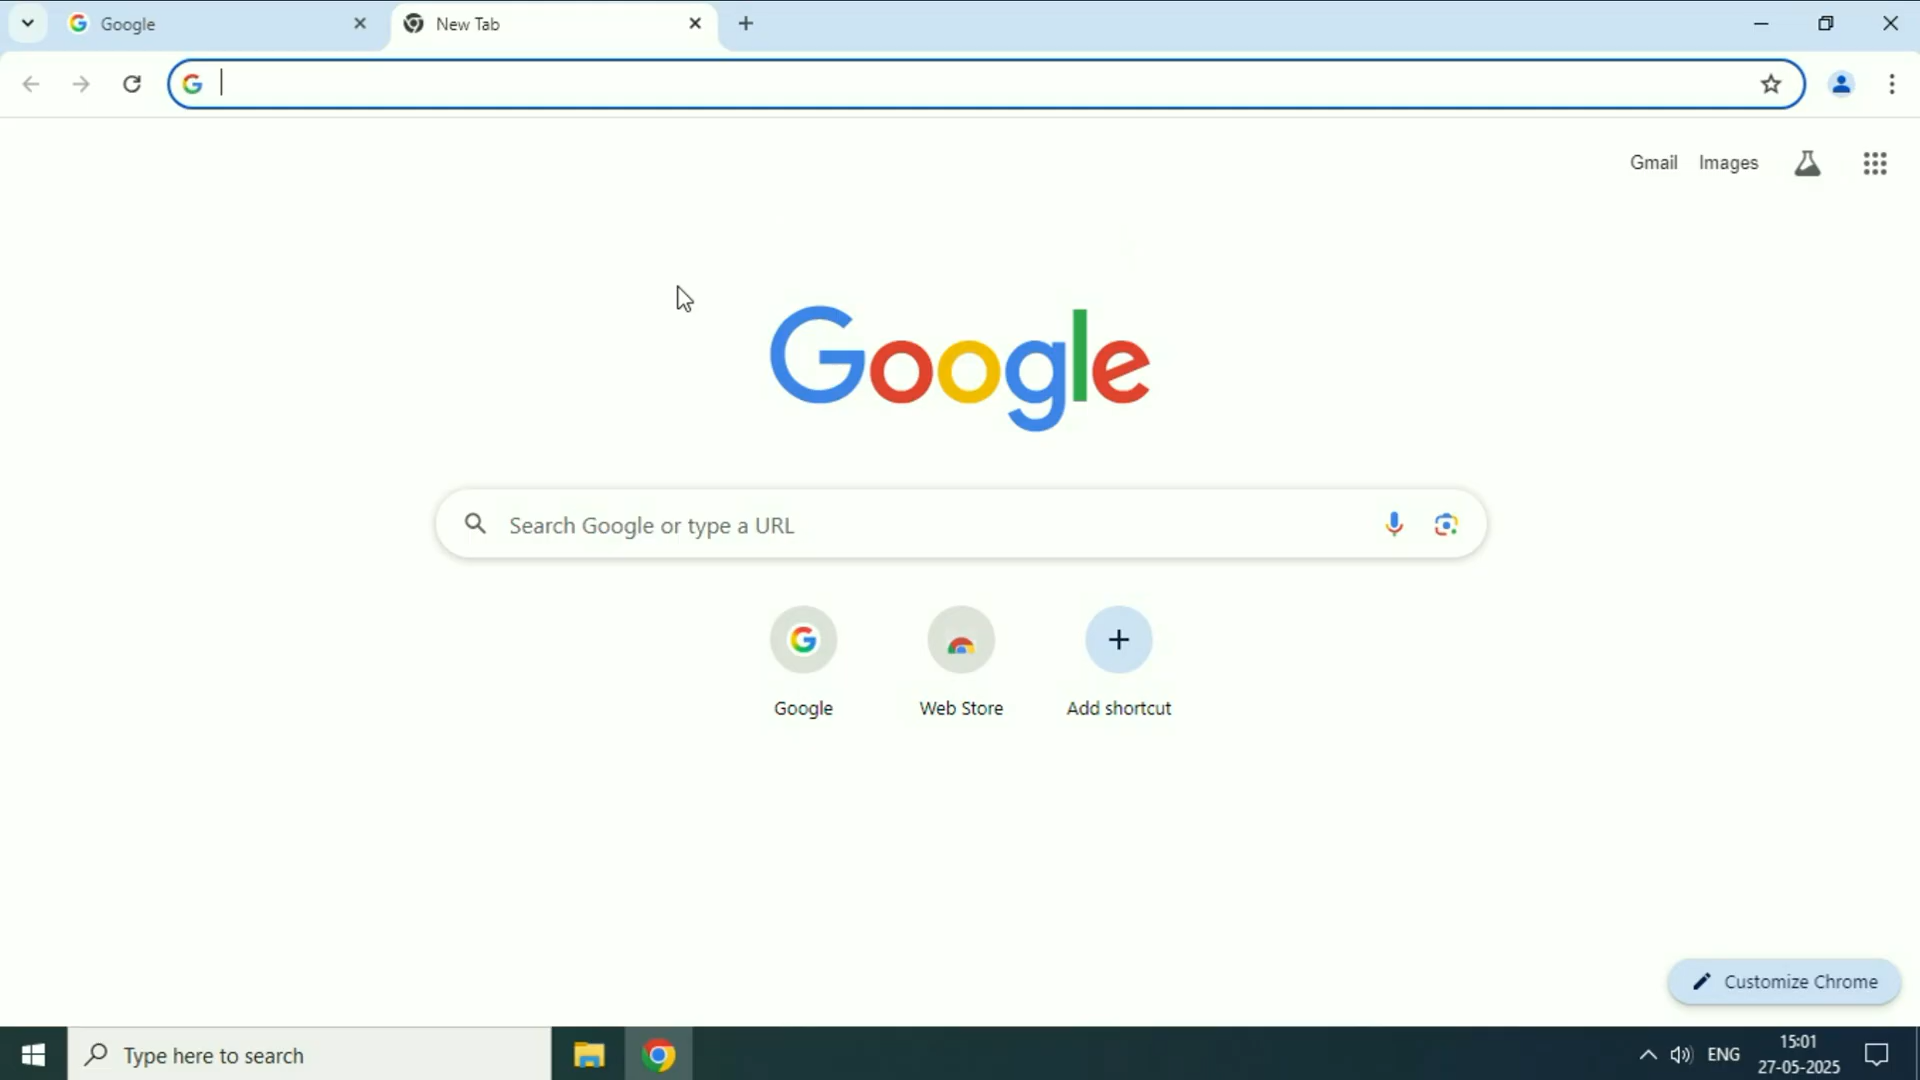 Google
New Tab
Gmail
Images
Google
Search Google or type a URL
Google
Web Store
Add shortcut
Customize Chrome
Type here to search
ENG
15:01
27-05-2025